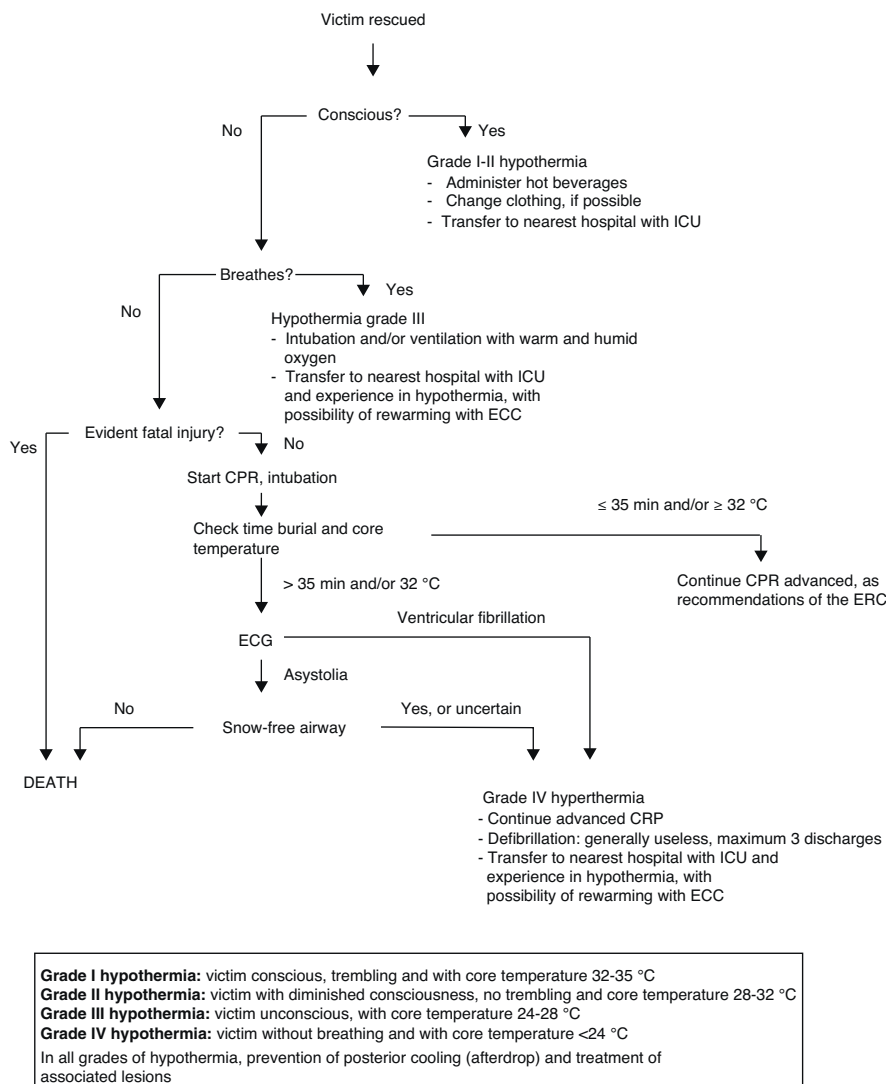 Victim rescued
Conscious?
No
Yes
Grade I-II hypothermia
- Administer hot beverages
- Change clothing, if possible
- Transfer to nearest hospital with ICU
Breathes?
No
Yes
Hypothermia grade III
- Intubation and/or ventilation with warm and humid
oxygen
- Transfer to nearest hospital with ICU
and experience in hypothermia, with
possibility of rewarming with ECC
Yes
Evident fatal injury?
No
Start CPR, intubation
≤ 35 min and/or ≥ 32 °C
Check time burial and core
temperature
Continue CPR advanced, as
recommendations of the ERC
> 35 min and/or 32 °C
Ventricular fibrillation
ECG
Asystolia
No
Snow-free airway
Yes, or uncertain
DEATH
Grade IV hyperthermia
- Continue advanced CRP
- Defibrillation: generally useless, maximum 3 discharges
- Transfer to nearest hospital with ICU and
experience in hypothermia, with
possibility of rewarming with ECC
Grade I hypothermia: victim conscious, trembling and with core temperature 32-35 °C
Grade II hypothermia: victim with diminished consciousness, no trembling and core temperature 28-32 °C
Grade III hypothermia: victim unconscious, with core temperature 24-28 °C
Grade IV hypothermia: victim without breathing and with core temperature <24 °C
In all grades of hypothermia, prevention of posterior cooling (afterdrop) and treatment of
associated lesions